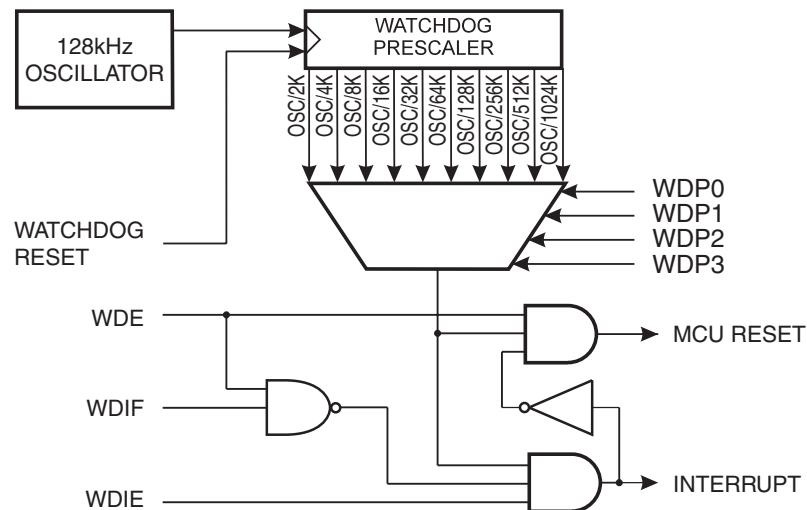 128kHz
OSCILLATOR
WATCHDOG
PRESCALER
OSC/2K
OSC/4K
OSC/8K
OSC/16K
OSC/32K
OSC/64K
OSC/128K
OSC/256K
OSC/512K
OSC/1024K
WATCHDOG
RESET
WDP0
WDP1
WDP2
WDP3
WDE
MCU RESET
WDIF
WDIE
INTERRUPT